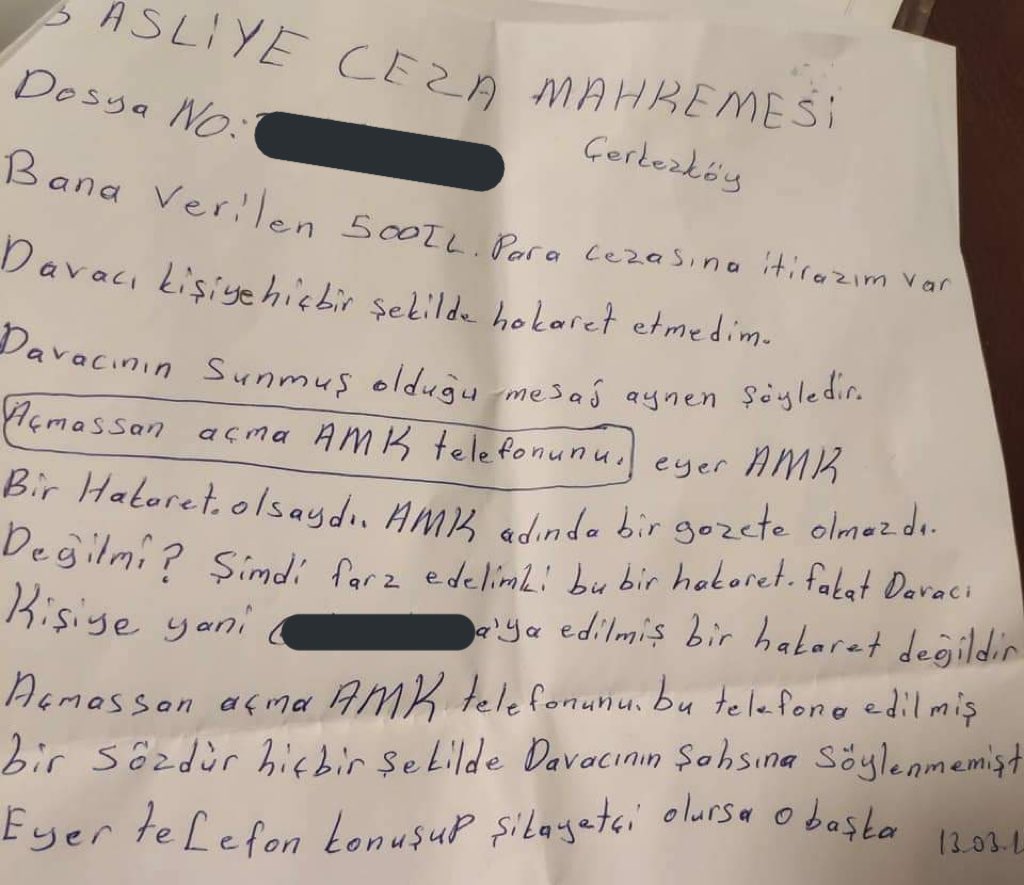 3 ASLİYE CEZA MAHKEMESİ
Dosya NO:
Çerkezköy
Bana Verilen 500TL. Para cezasına itirazım var
Davacı kişiye hiçbir şekilde hakaret etmedim.
Davacının Sunmuş olduğu mesaj aynen şöyledir.
Açmassan açma AMK telefonunu. eyer AMK
Bir Hakaret. olsaydı. AMK adında bir gazete olmazdı.
Değilmi? Şimdi farz edelimki bu bir hakaret. fakat Davacı
Kişiye yani a'ya edilmiş bir hakaret değildir
Açmassan açma AMK telefonunu. bu telefona edilmiş
bir sözdür hiçbir şekilde Davacının şahsına söylenmemişt
Eyer telefon konuşup şikayetçi olursa o başka
13.03.1